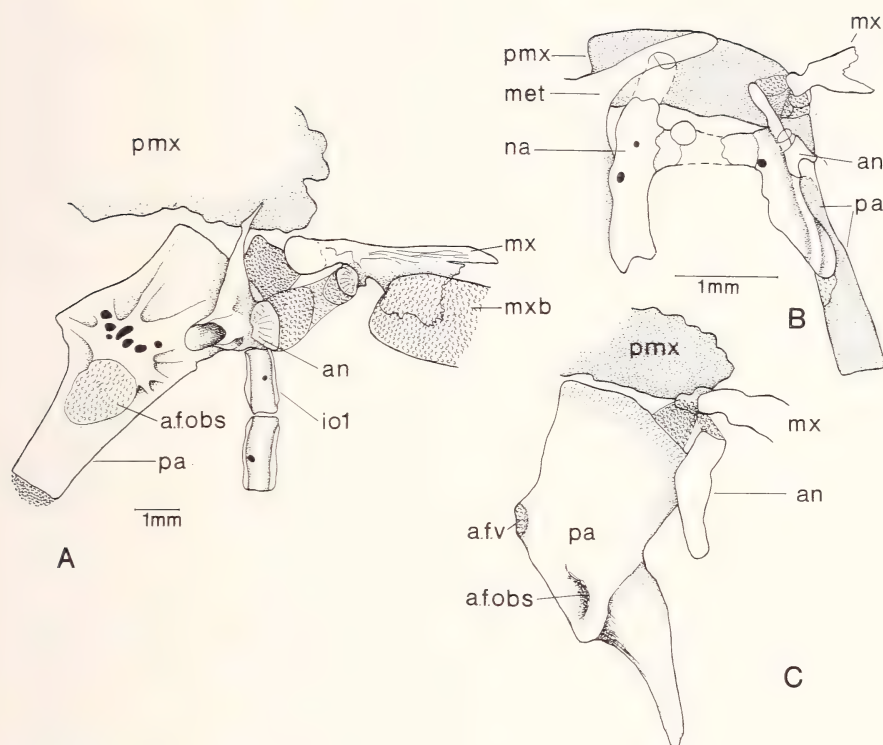 pmx
mx
mxb
an
io1
a.f.obs
pa
1mm
A
pmx
met
na
mx
an
pa
1mm
B
pmx
mx
an
a.f.v
pa
a.f.obs
C